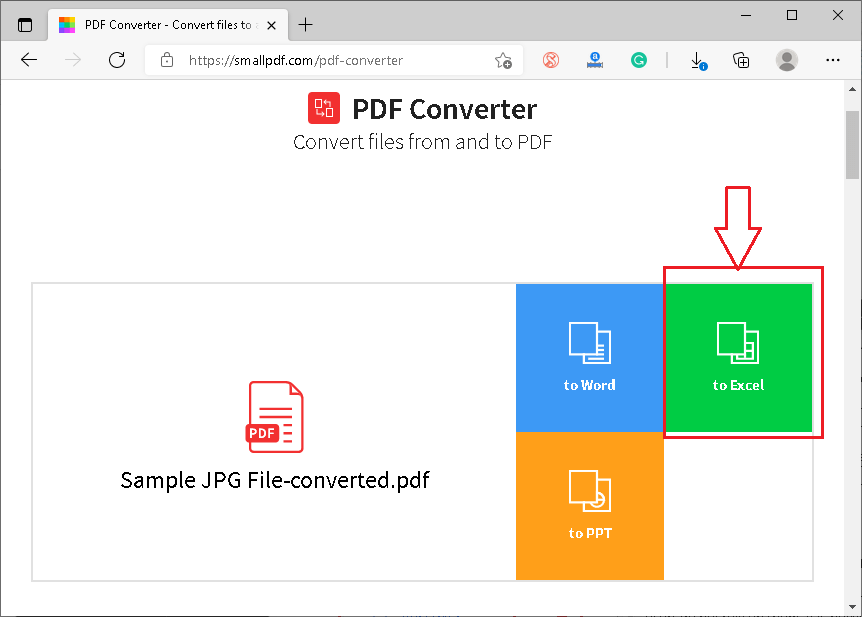 PDF Converter - Convert files to
https://smallpdf.com/pdf-converter
PDF Converter
Convert files from and to PDF
to Word
to Excel
PDF
Sample JPG File-converted.pdf
to PPT